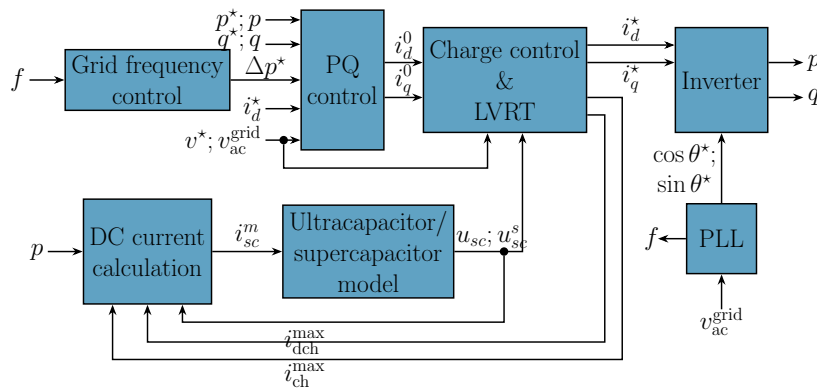 p⋆; p
q⋆; q
f
Grid frequency
control
Δp⋆
i_d^⋆
v⋆; v_ac^grid
PQ
control
i_d^0
i_q^0
Charge control
&
LVRT
i_d^⋆
i_q^⋆
Inverter
p
q
cos θ⋆;
sin θ⋆
f
PLL
v_ac^grid
p
DC current
calculation
i_sc^m
Ultracapacitor/
supercapacitor
model
u_sc; u_sc^s
i_dch^max
i_ch^max